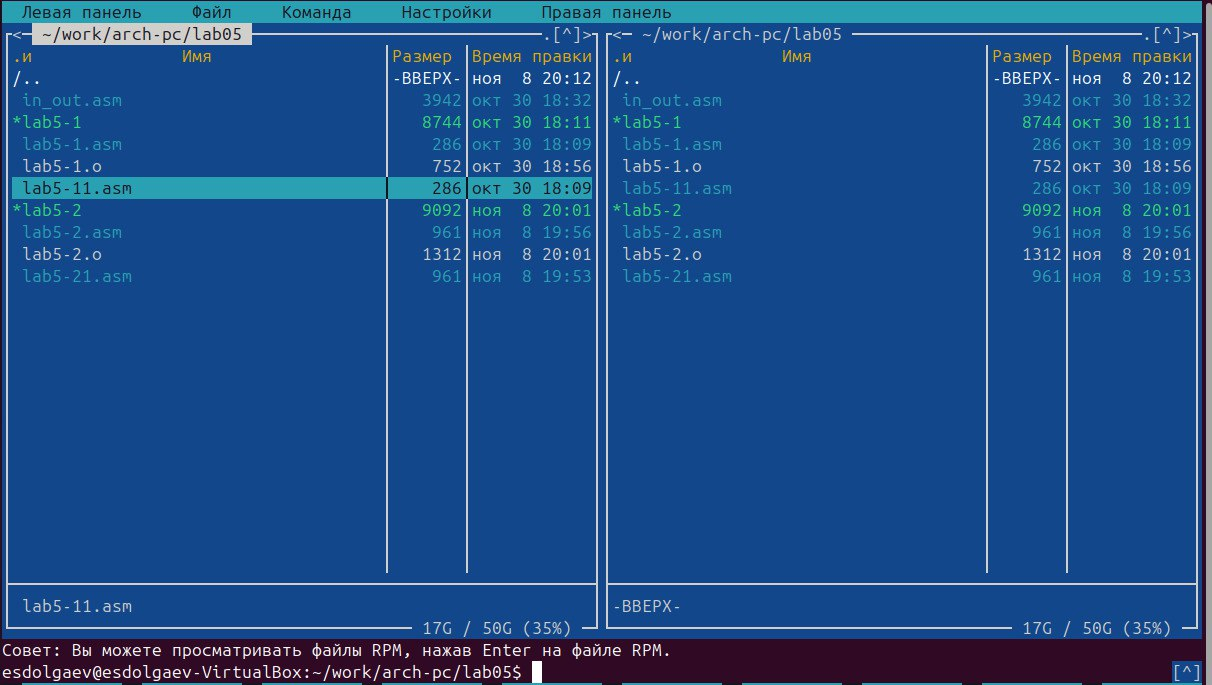 Левая панель Файл Команда Настройки Правая панель
<─ ~/work/arch-pc/lab05 ─.[^]>
.и Имя Размер Время правки
/.. -ВВЕРХ- ноя 8 20:12
in_out.asm 3942 окт 30 18:32
*lab5-1 8744 окт 30 18:11
lab5-1.asm 286 окт 30 18:09
lab5-1.o 752 окт 30 18:56
lab5-11.asm 286 окт 30 18:09
*lab5-2 9092 ноя 8 20:01
lab5-2.asm 961 ноя 8 19:56
lab5-2.o 1312 ноя 8 20:01
lab5-21.asm 961 ноя 8 19:53
lab5-11.asm
17G / 50G (35%)
<─ ~/work/arch-pc/lab05 ─.[^]>
.и Имя Размер Время правки
/.. -ВВЕРХ- ноя 8 20:12
in_out.asm 3942 окт 30 18:32
*lab5-1 8744 окт 30 18:11
lab5-1.asm 286 окт 30 18:09
lab5-1.o 752 окт 30 18:56
lab5-11.asm 286 окт 30 18:09
*lab5-2 9092 ноя 8 20:01
lab5-2.asm 961 ноя 8 19:56
lab5-2.o 1312 ноя 8 20:01
lab5-21.asm 961 ноя 8 19:53
-ВВЕРХ-
17G / 50G (35%)
Совет: Вы можете просматривать файлы RPM, нажав Enter на файле RPM.
esdolgaev@esdolgaev-VirtualBox:~/work/arch-pc/lab05$ [^]